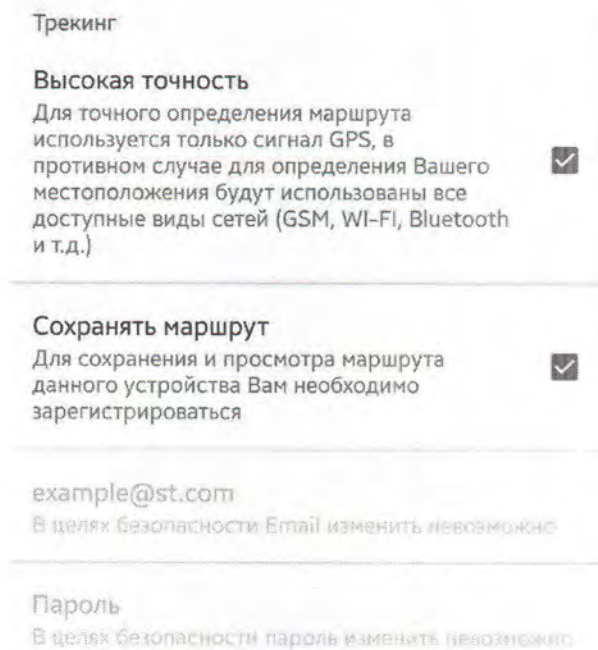 Трекинг
Высокая точность
Для точного определения маршрута
используется только сигнал GPS, в
противном случае для определения Вашего
местоположения будут использованы все
доступные виды сетей (GSM, WI-FI, Bluetooth
и т.д.)
Сохранять маршрут
Для сохранения и просмотра маршрута
данного устройства Вам необходимо
зарегистрироваться
example@st.com
В целях безопасности Email изменить невозможно
Пароль
В целях безопасности пароль изменить невозможно